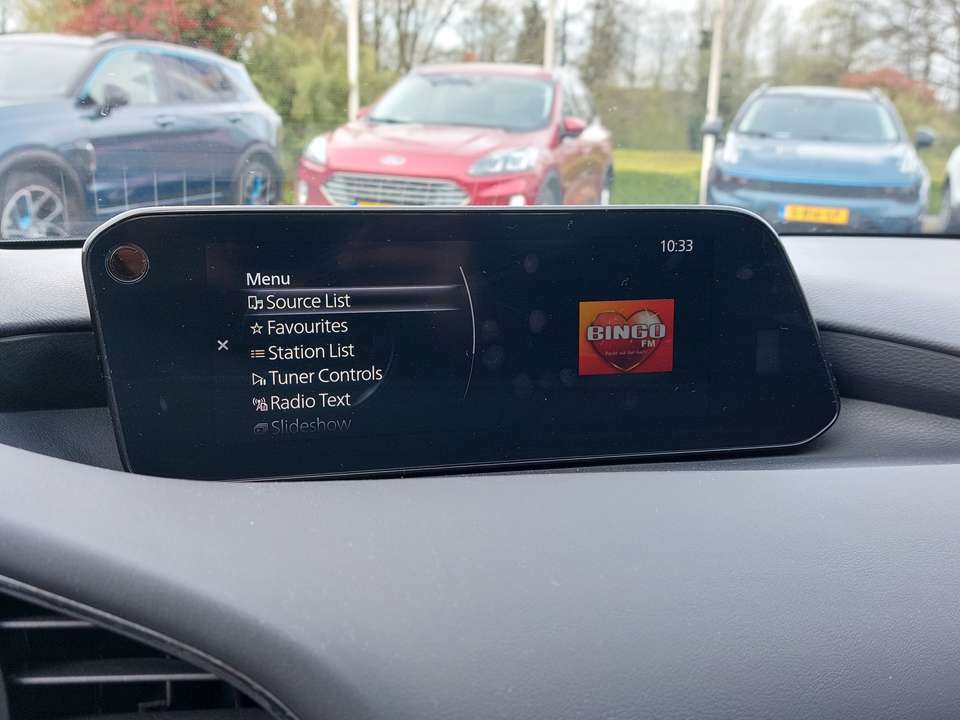 10:33
Menu
Source List
Favourites
Station List
Tuner Controls
Radio Text
Slideshow
BINGO
FM